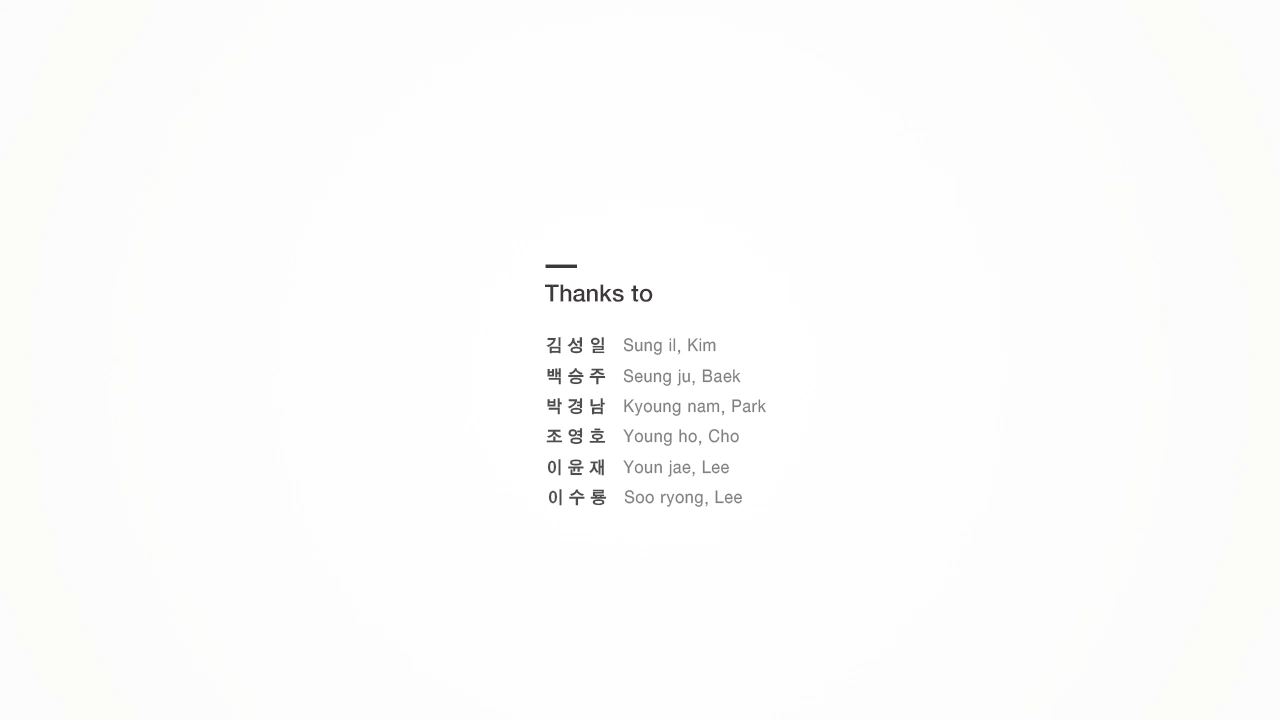 Thanks to
김성일 Sung il, Kim
백승주 Seung ju, Baek
박경남 Kyoung nam, Park
조영호 Young ho, Cho
이윤재 Youn jae, Lee
이수룡 Soo ryong, Lee